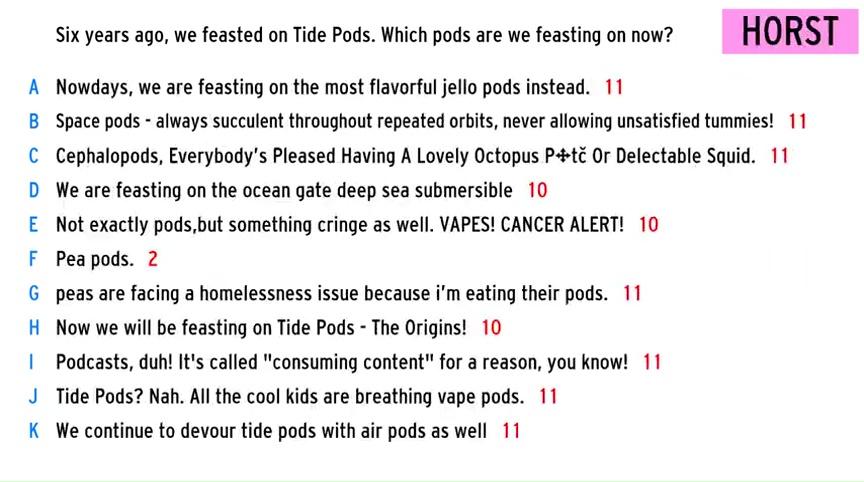 Six years ago, we feasted on Tide Pods. Which pods are we feasting on now?
HORST
A Nowdays, we are feasting on the most flavorful jello pods instead. 11
B Space pods - always succulent throughout repeated orbits, never allowing unsatisfied tummies! 11
C Cephalopods, Everybody's Pleased Having A Lovely Octopus P✣tč Or Delectable Squid. 11
D We are feasting on the ocean gate deep sea submersible 10
E Not exactly pods,but something cringe as well. VAPES! CANCER ALERT! 10
F Pea pods. 2
G peas are facing a homelessness issue because i'm eating their pods. 11
H Now we will be feasting on Tide Pods - The Origins! 10
I Podcasts, duh! It's called "consuming content" for a reason, you know! 11
J Tide Pods? Nah. All the cool kids are breathing vape pods. 11
K We continue to devour tide pods with air pods as well 11